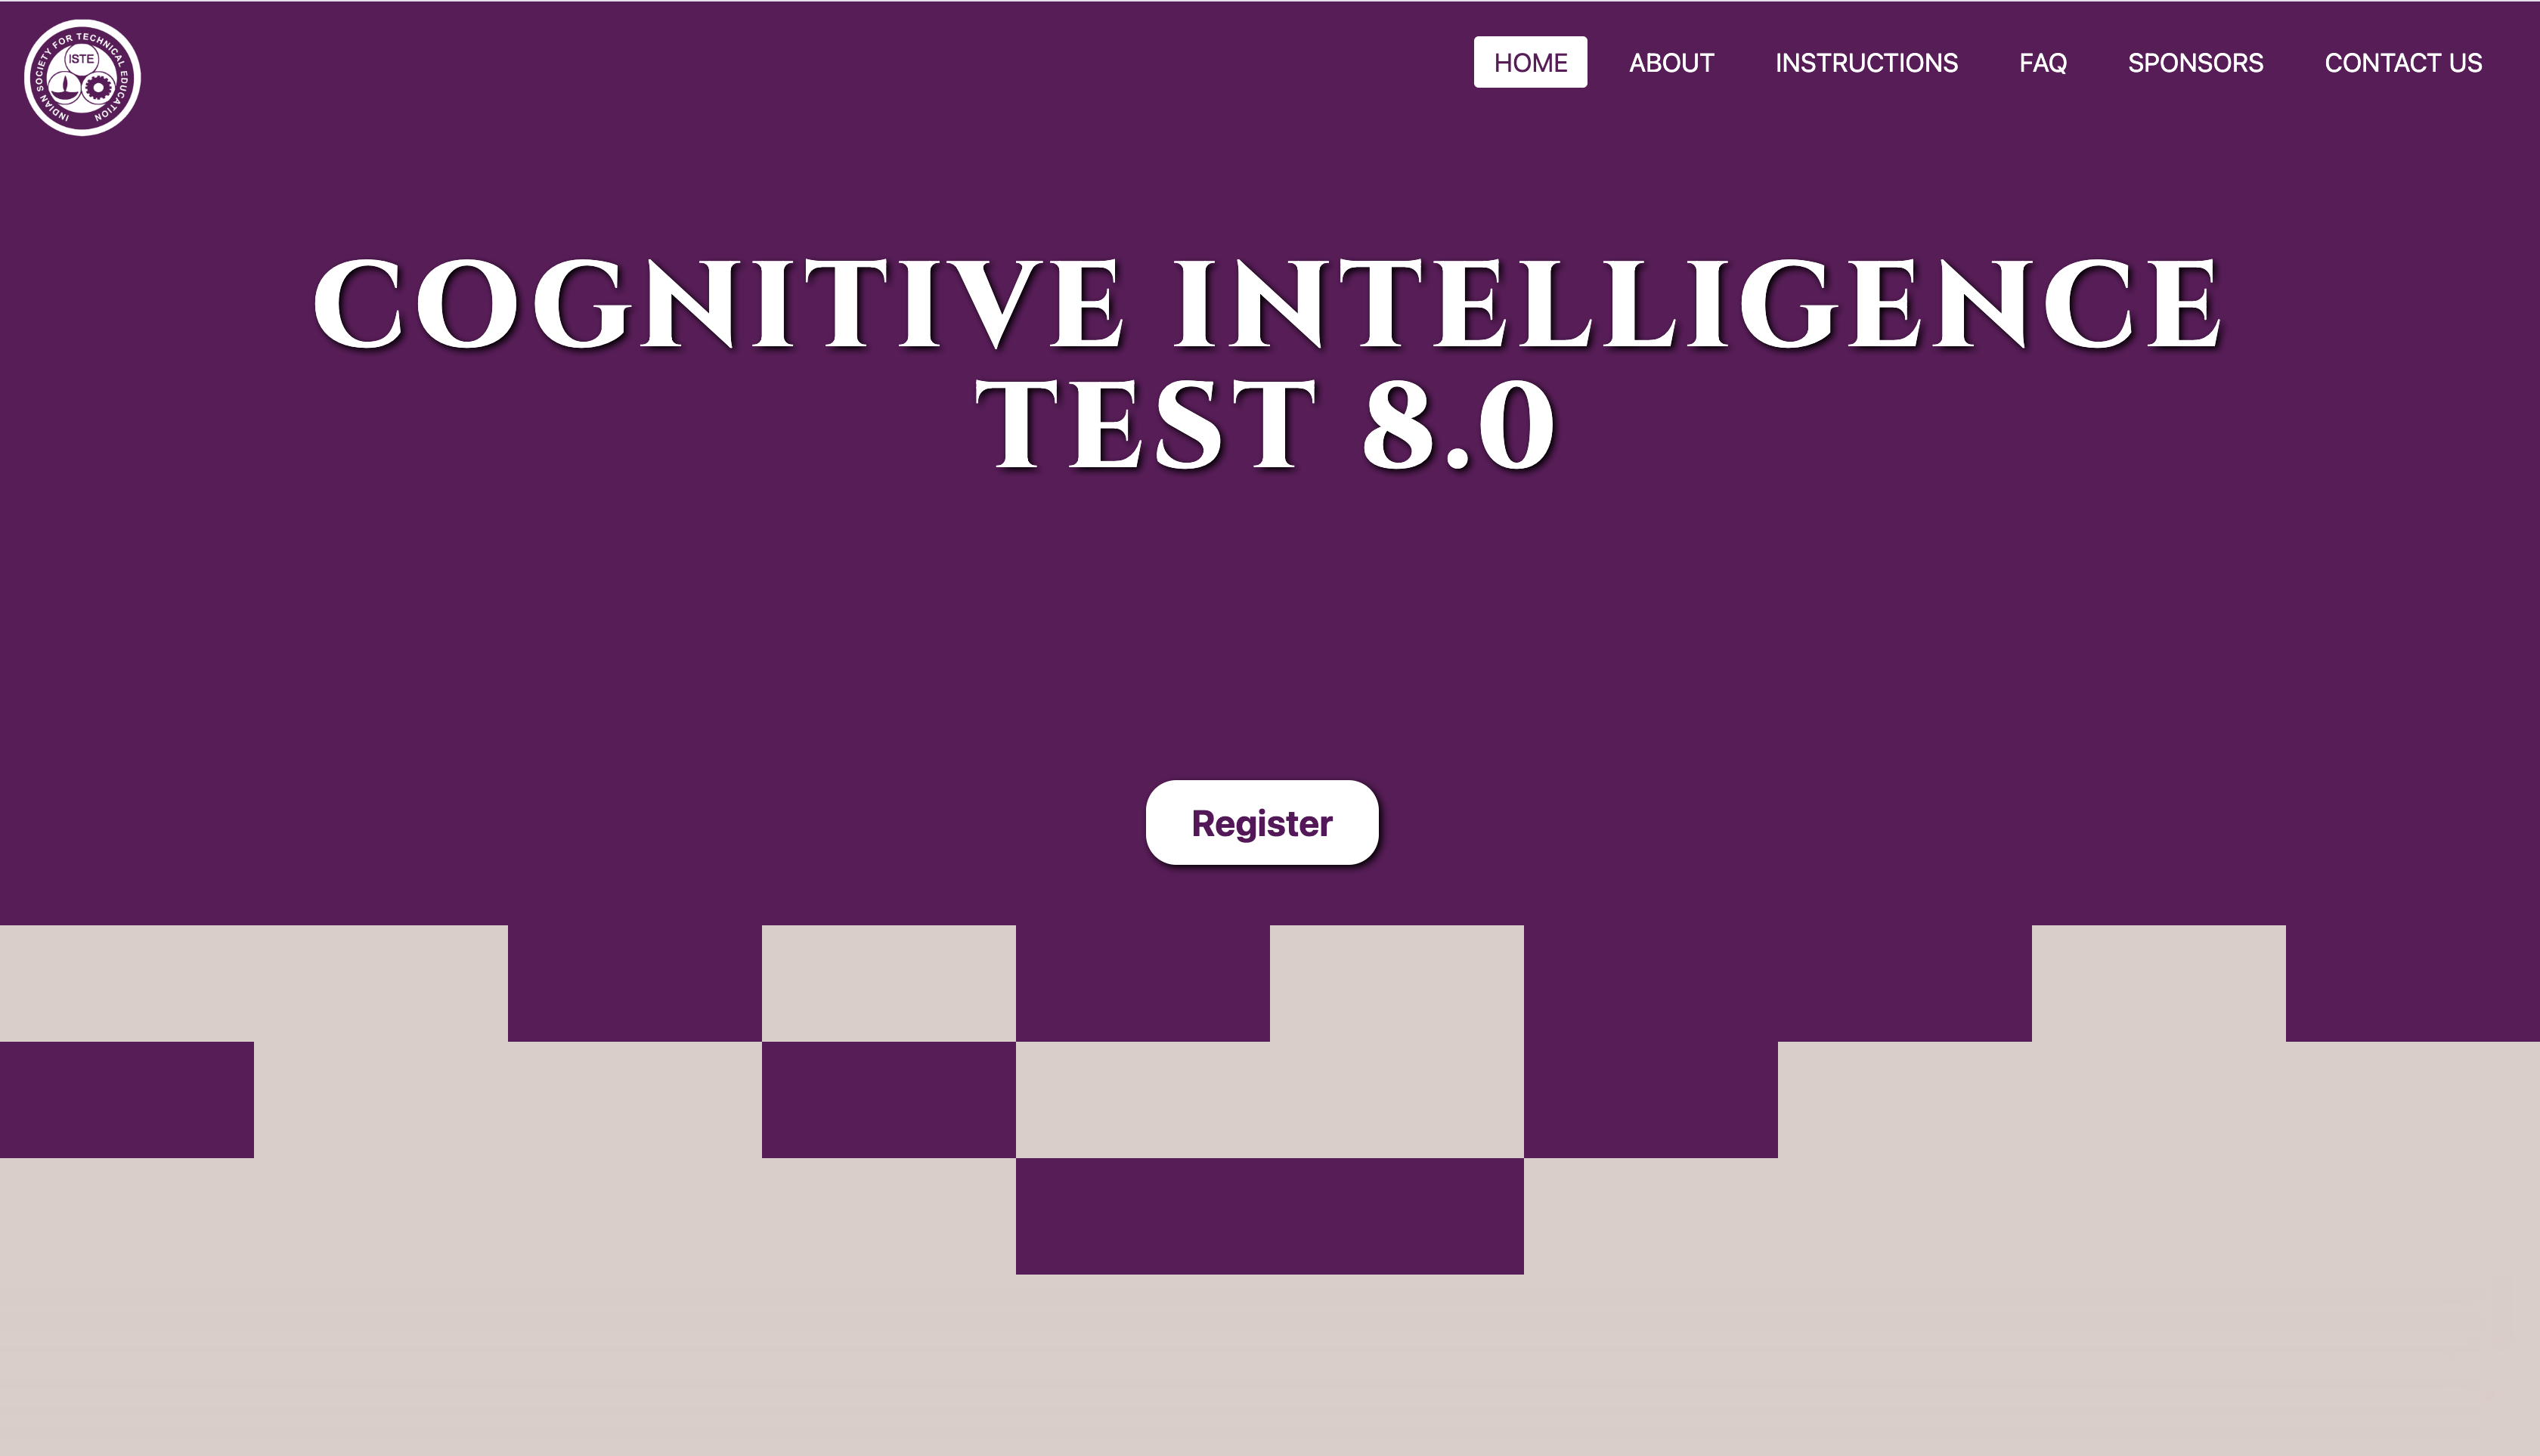 INDIAN SOCIETY FOR TECHNICAL EDUCATION
ISTE
HOME ABOUT INSTRUCTIONS FAQ SPONSORS CONTACT US
COGNITIVE INTELLIGENCE
TEST 8.0
Register